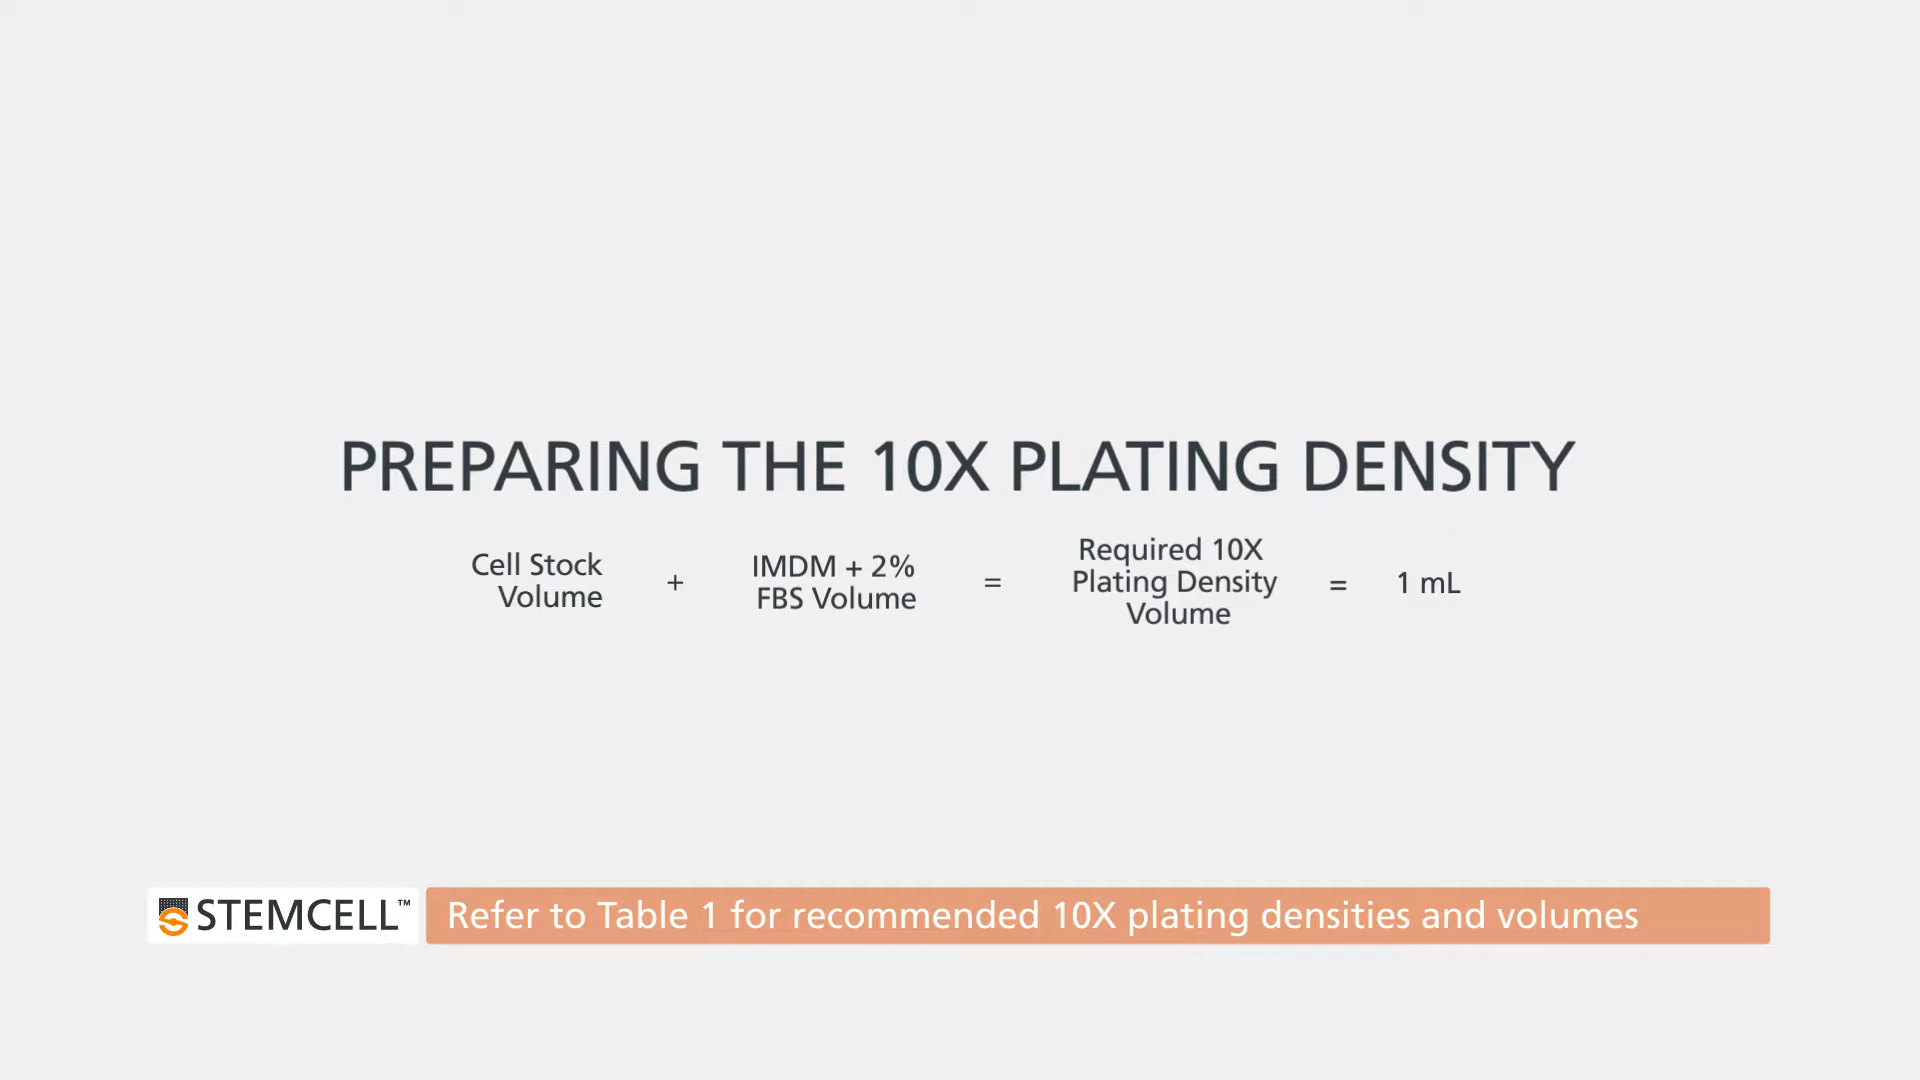 PREPARING THE 10X PLATING DENSITY
Cell Stock
Volume
+
IMDM + 2%
FBS Volume
=
Required 10X
Plating Density
Volume
=
1 mL
STEMCELL™
Refer to Table 1 for recommended 10X plating densities and volumes